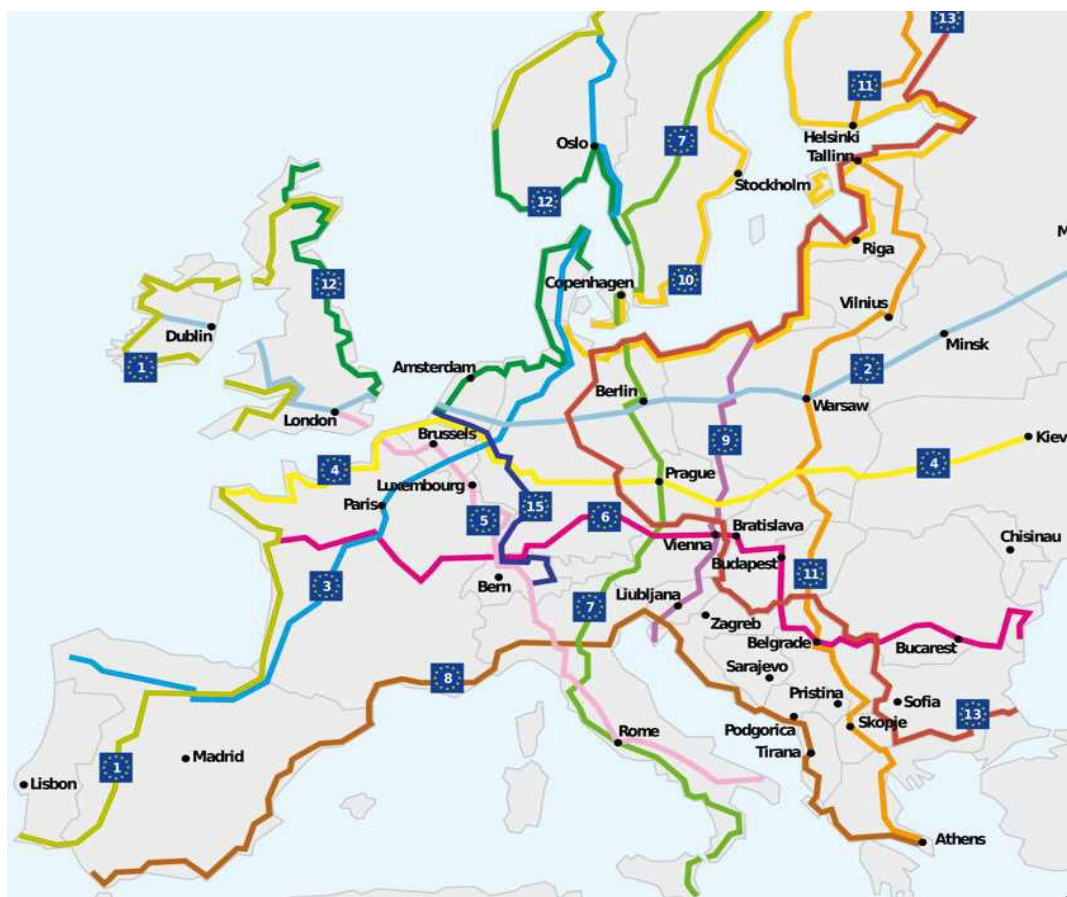 13
11
Helsinki
Tallinn
Oslo
7
Stockholm
12
M
Riga
12
Copenhagen
10
Dublin
Vilnius
Minsk
1
Amsterdam
2
Berlin
Warsaw
London
Brussels
9
Kiev
4
4
Prague
Luxembourg
Paris
15
5
6
Bratislava
Vienna
Chisinau
Budapest
Bern
11
3
7
Liubljana
Zagreb
Belgrade
Bucarest
Sarajevo
8
Pristina
Sofia
13
Skopje
Podgorica
Rome
Tirana
Madrid
1
Lisbon
Athens